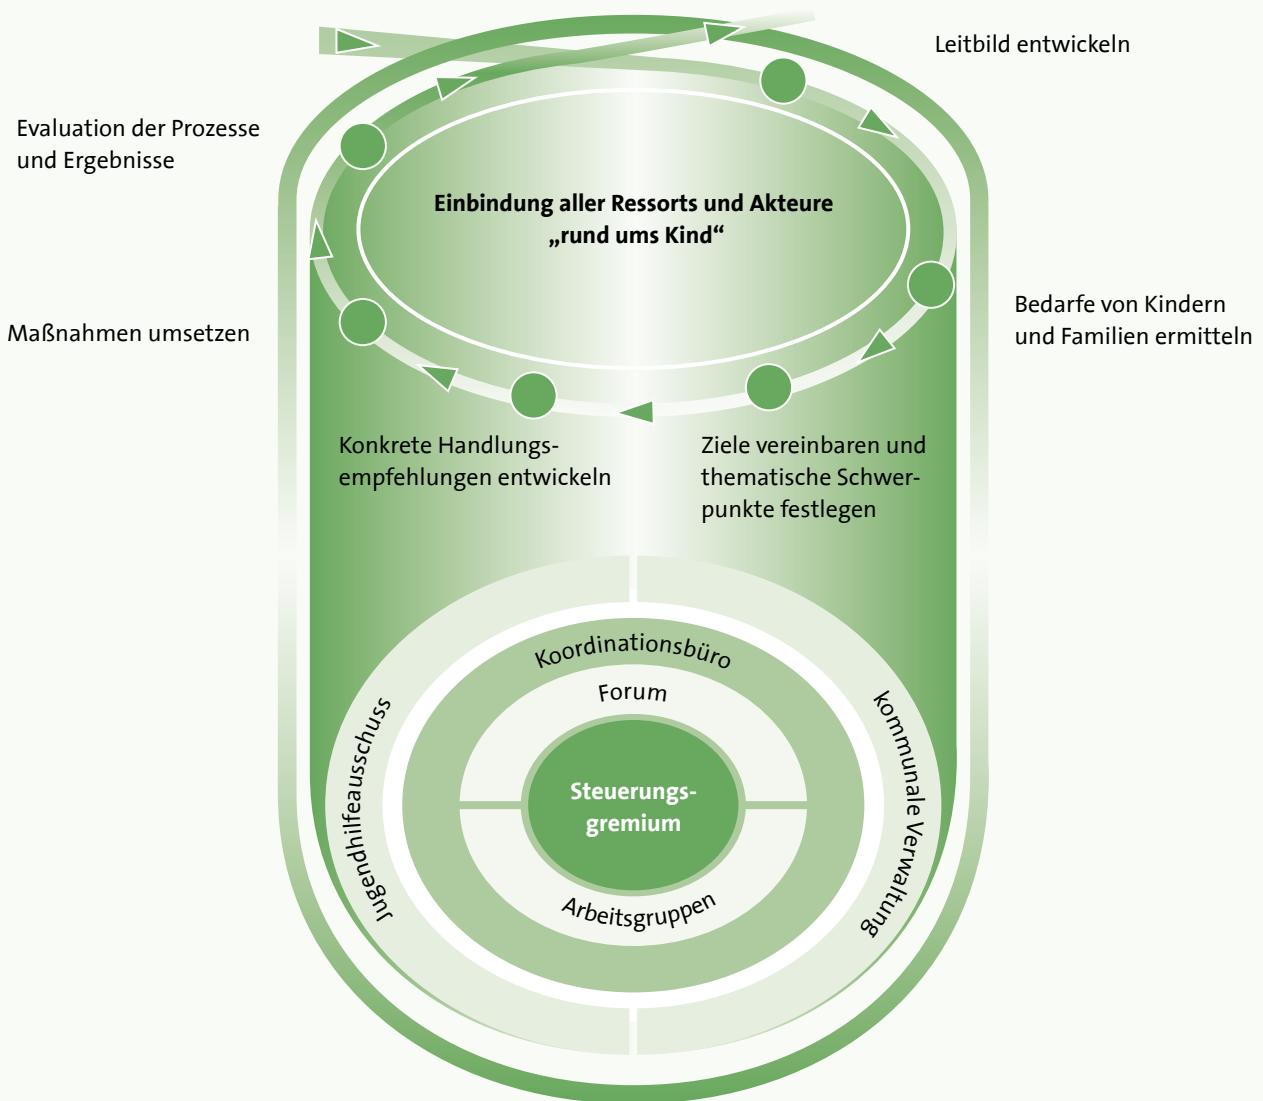 Leitbild entwickeln
Evaluation der Prozesse
und Ergebnisse
Einbindung aller Ressorts und Akteure
„rund ums Kind“
Bedarfe von Kindern
und Familien ermitteln
Maßnahmen umsetzen
Konkrete Handlungs-
empfehlungen entwickeln
Ziele vereinbaren und
thematische Schwer-
punkte festlegen
Koordinationsbüro
Forum
Jugendhilfeausschuss
kommunale Verwaltung
Steuerungs-
gremium
Arbeitsgruppen